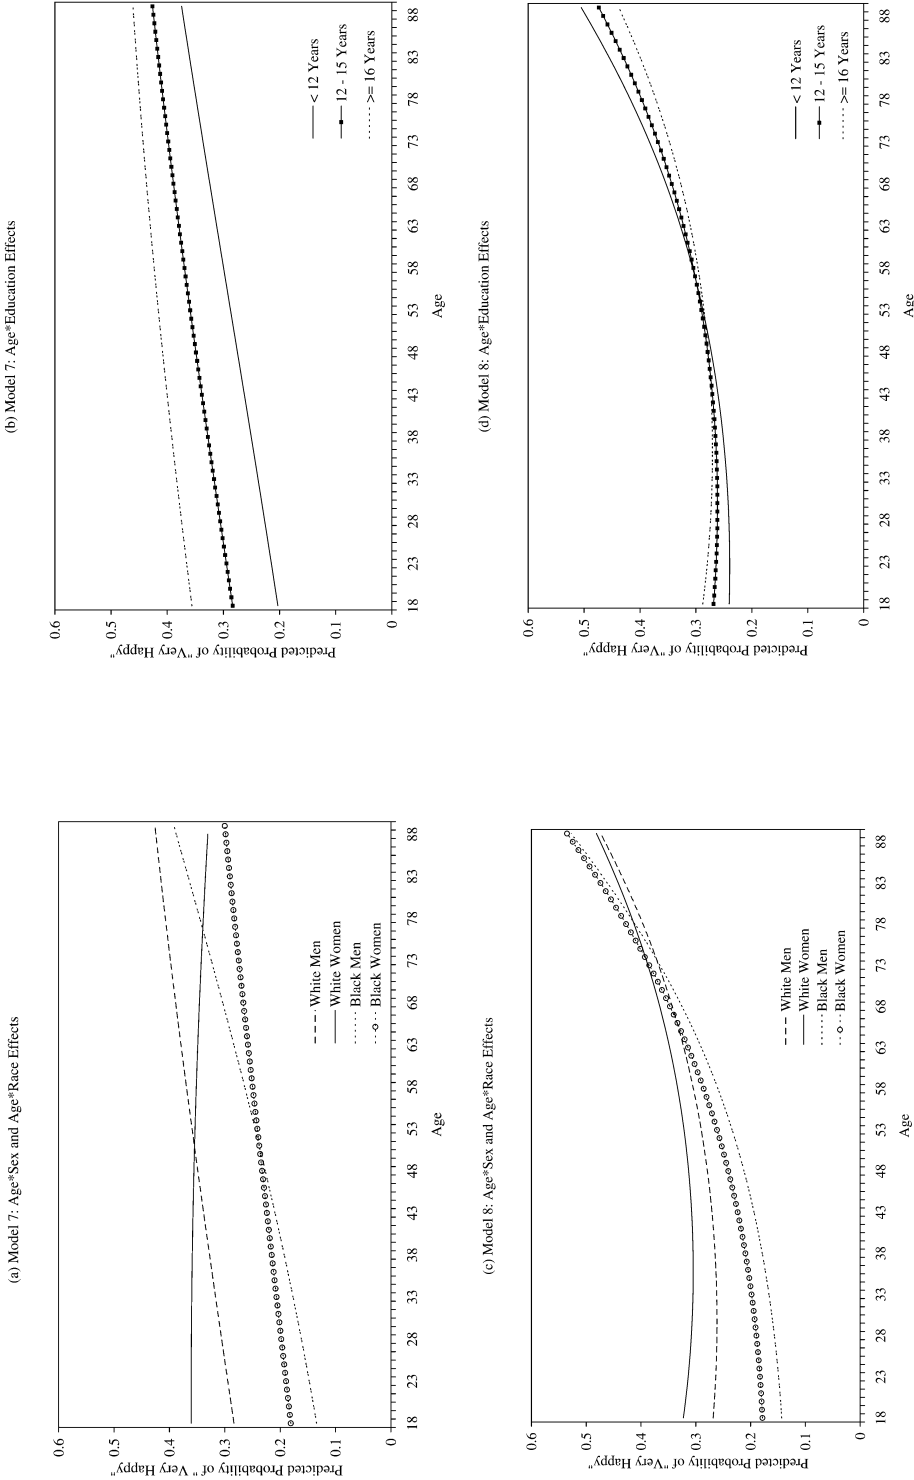 (a) Model 7: Age*Sex and Age*Race Effects
0.6
0.5
0.4
0.3
0.2
0.1
0
Predicted Probability of "Very Happy"
18 23 28 33 38 43 48 53 58 63 68 73 78 83 88
Age
White Men
White Women
Black Men
Black Women
(b) Model 7: Age*Education Effects
0.6
0.5
0.4
0.3
0.2
0.1
0
Predicted Probability of "Very Happy"
18 23 28 33 38 43 48 53 58 63 68 73 78 83 88
Age
< 12 Years
12 - 15 Years
>= 16 Years
(c) Model 8: Age*Sex and Age*Race Effects
0.6
0.5
0.4
0.3
0.2
0.1
0
Predicted Probability of "Very Happy"
18 23 28 33 38 43 48 53 58 63 68 73 78 83 88
Age
White Men
White Women
Black Men
Black Women
(d) Model 8: Age*Education Effects
0.6
0.5
0.4
0.3
0.2
0.1
0
Predicted Probability of "Very Happy"
18 23 28 33 38 43 48 53 58 63 68 73 78 83 88
Age
< 12 Years
12 - 15 Years
>= 16 Years